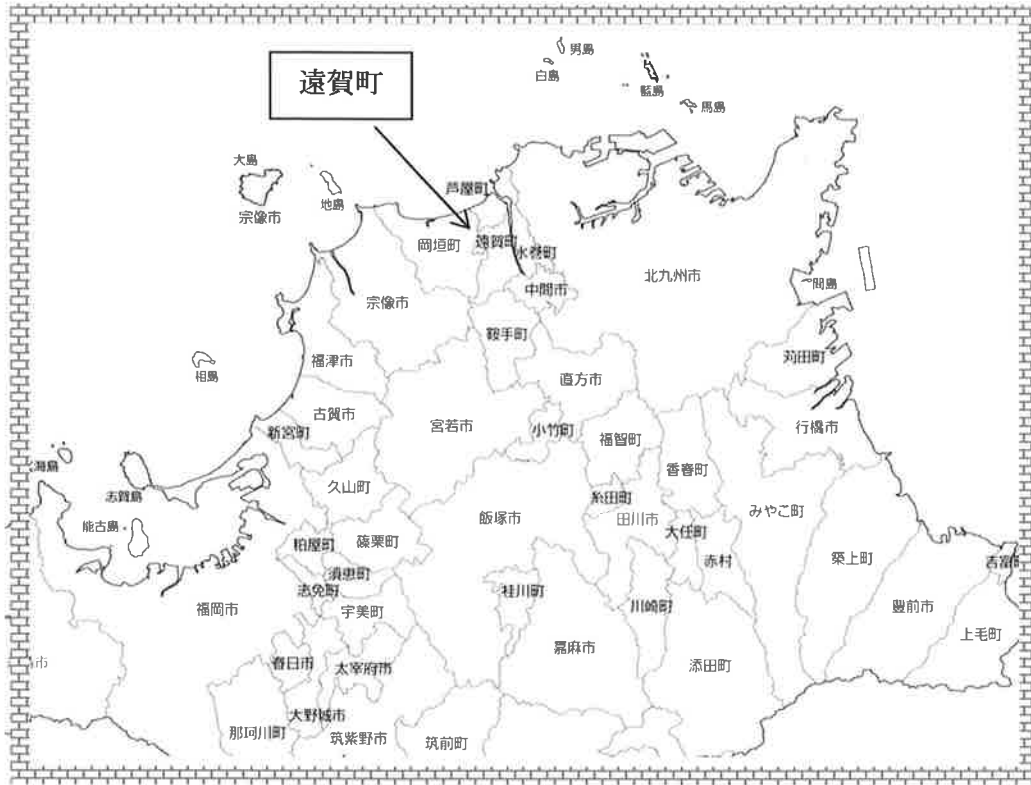 男島
白島
藍島
馬島
遠賀町
大島
宗像市
地島
芦屋町
岡垣町
遠賀町
水巻町
中間市
北九州市
間島
宗像市
鞍手町
苅田町
福津市
相島
直方市
古賀市
宮若市
小竹町
行橋市
新宮町
福智町
香春町
海島
志賀島
久山町
糸田町
飯塚市
田川市
みやこ町
能古島
粕屋町
篠栗町
大任町
赤村
築上町
吉富町
須恵町
志免町
桂川町
川崎町
福岡市
宇美町
豊前市
上毛町
嘉麻市
添田町
市
春日市
太宰府市
大野城市
那珂川町
筑紫野市
筑前町